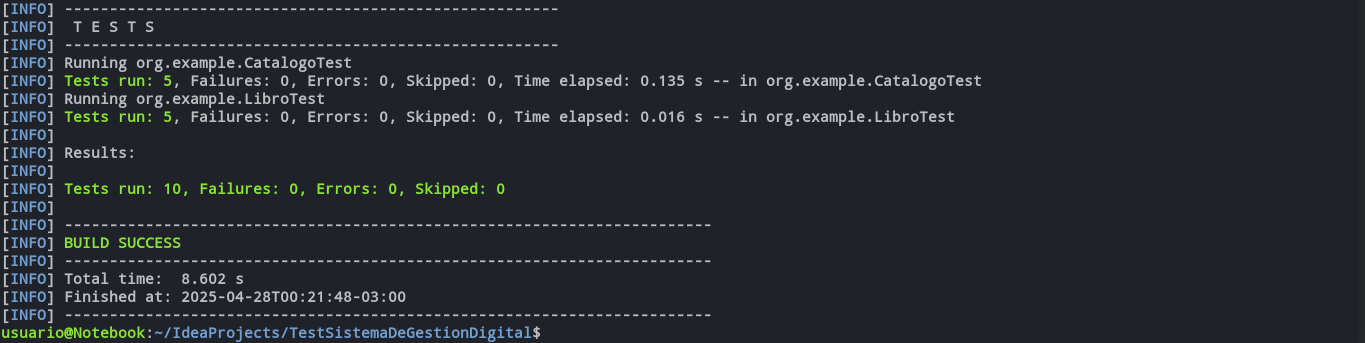 [INFO] -------------------------------------------------------
[INFO]  T E S T S
[INFO] -------------------------------------------------------
[INFO] Running org.example.CatalogoTest
[INFO] Tests run: 5, Failures: 0, Errors: 0, Skipped: 0, Time elapsed: 0.135 s -- in org.example.CatalogoTest
[INFO] Running org.example.LibroTest
[INFO] Tests run: 5, Failures: 0, Errors: 0, Skipped: 0, Time elapsed: 0.016 s -- in org.example.LibroTest
[INFO]
[INFO] Results:
[INFO]
[INFO] Tests run: 10, Failures: 0, Errors: 0, Skipped: 0
[INFO]
[INFO] ------------------------------------------------------------------------
[INFO] BUILD SUCCESS
[INFO] ------------------------------------------------------------------------
[INFO] Total time:  8.602 s
[INFO] Finished at: 2025-04-28T00:21:48-03:00
[INFO] ------------------------------------------------------------------------
usuario@Notebook:~/IdeaProjects/TestSistemaDeGestionDigital$